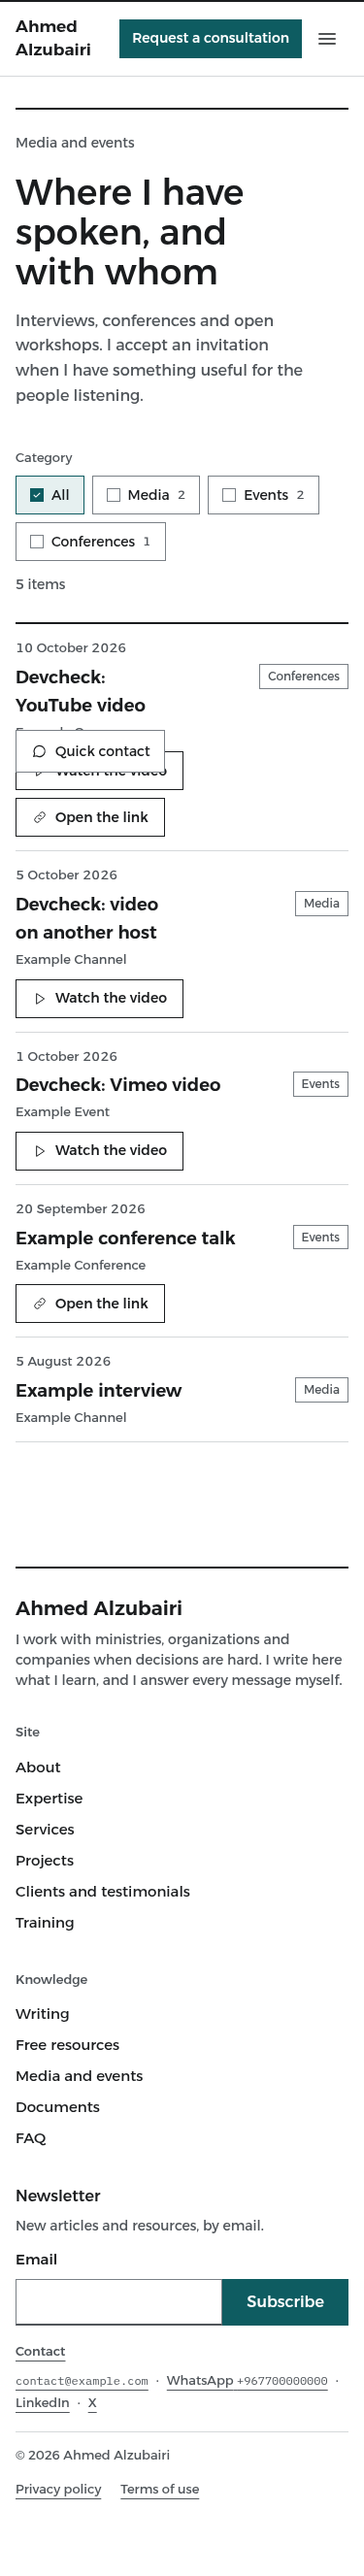 Ahmed
Alzubairi
Request a consultation
Media and events
Where I have
spoken, and
with whom
Interviews, conferences and open
workshops. I accept an invitation
when I have something useful for the
people listening.
Category
All
Media 2
Events 2
Conferences 1
5 items
10 October 2026
Devcheck:
YouTube video
Conferences
Quick contact
Watch the video
Open the link
5 October 2026
Devcheck: video
on another host
Media
Example Channel
Watch the video
1 October 2026
Devcheck: Vimeo video
Events
Example Event
Watch the video
20 September 2026
Example conference talk
Events
Example Conference
Open the link
5 August 2026
Example interview
Media
Example Channel
Ahmed Alzubairi
I work with ministries, organizations and
companies when decisions are hard. I write here
what I learn, and I answer every message myself.
Site
About
Expertise
Services
Projects
Clients and testimonials
Training
Knowledge
Writing
Free resources
Media and events
Documents
FAQ
Newsletter
New articles and resources, by email.
Email
Subscribe
Contact
contact@example.com · WhatsApp +967700000000 ·
LinkedIn · X
© 2026 Ahmed Alzubairi
Privacy policy Terms of use